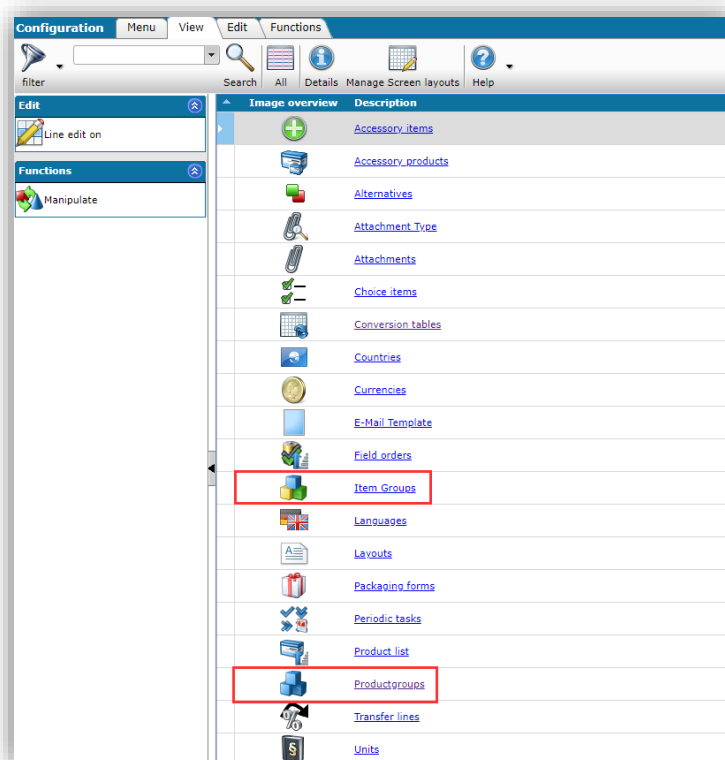 Configuration Menu View Edit Functions
filter Search All Details Manage Screen layouts Help
Edit
Line edit on
Functions
Manipulate
Image overview Description
Accessory items
Accessory products
Alternatives
Attachment Type
Attachments
Choice items
Conversion tables
Countries
Currencies
E-Mail Template
Field orders
Item Groups
Languages
Layouts
Packaging forms
Periodic tasks
Product list
Productgroups
Transfer lines
Units